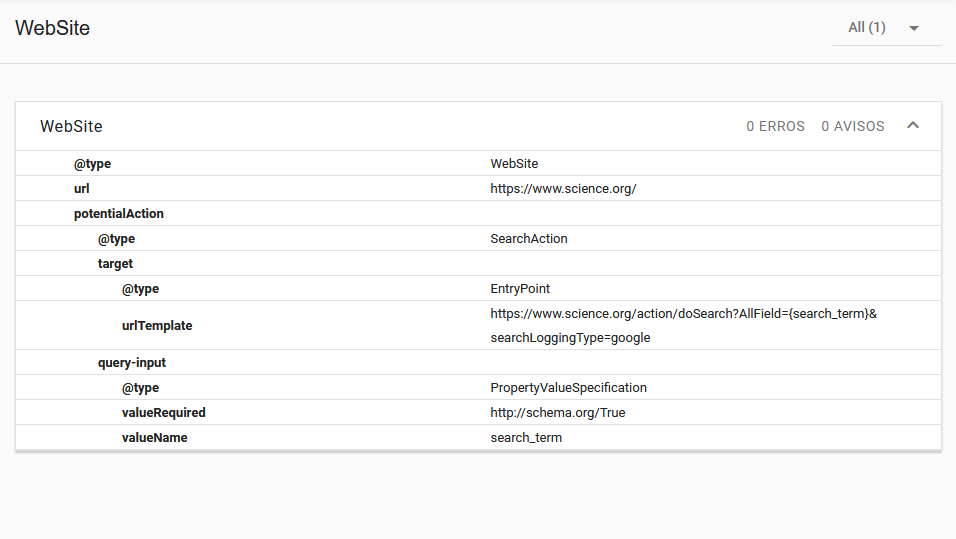 WebSite
All (1)
WebSite
0 ERROS 0 AVISOS
@type WebSite
url https://www.science.org/
potentialAction
@type SearchAction
target
@type EntryPoint
urlTemplate https://www.science.org/action/doSearch?AllField={search_term}&
searchLoggingType=google
query-input
@type PropertyValueSpecification
valueRequired http://schema.org/True
valueName search_term